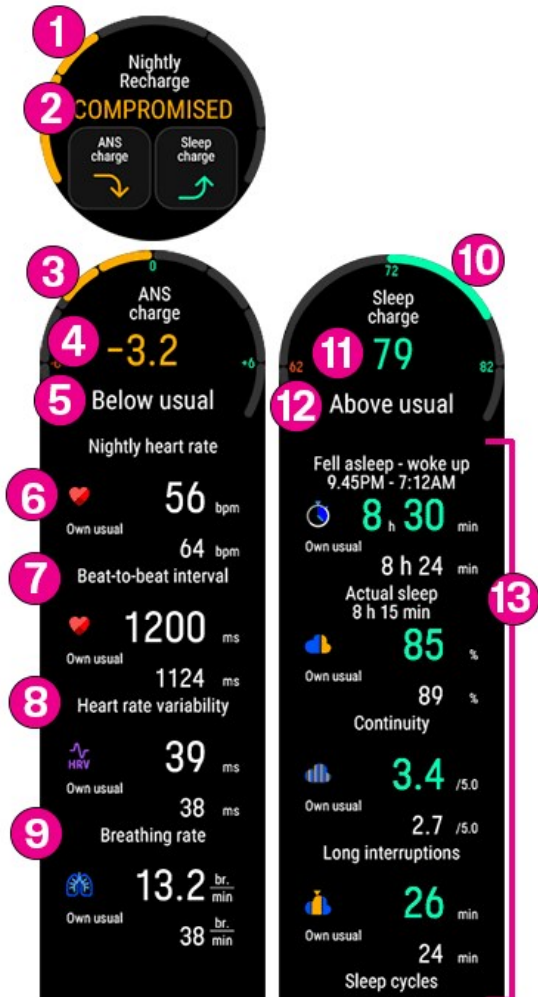 1
Nightly
Recharge
2
COMPROMISED
ANS
charge
Sleep
charge
3
0
ANS
charge
4
-3.2
+6
5
Below usual
Nightly heart rate
6
56 bpm
Own usual
64 bpm
7
Beat-to-beat interval
1200 ms
Own usual
1124 ms
8
Heart rate variability
HRV
39 ms
Own usual
38 ms
9
Breathing rate
13.2 br.
min
Own usual
38 br.
min
10
72
Sleep
charge
11
79
62
82
12
Above usual
Fell asleep - woke up
9.45PM - 7:12AM
8 h 30 min
Own usual
8 h 24 min
13
Actual sleep
8 h 15 min
85 %
Own usual
89 %
Continuity
3.4 /5.0
Own usual
2.7 /5.0
Long interruptions
26 min
Own usual
24 min
Sleep cycles